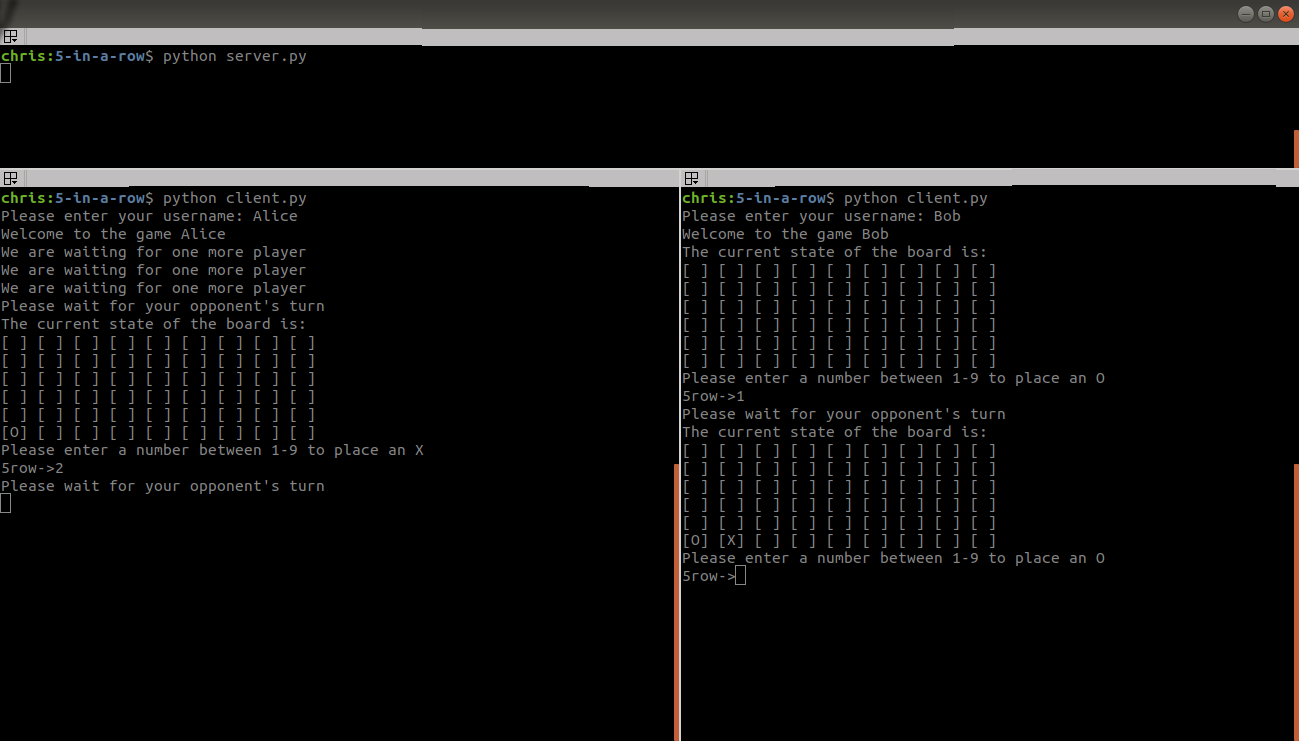 chris:5-in-a-row$ python server.py
chris:5-in-a-row$ python client.py
Please enter your username: Alice
Welcome to the game Alice
We are waiting for one more player
We are waiting for one more player
We are waiting for one more player
Please wait for your opponent's turn
The current state of the board is:
[ ] [ ] [ ] [ ] [ ] [ ] [ ] [ ] [ ]
[ ] [ ] [ ] [ ] [ ] [ ] [ ] [ ] [ ]
[ ] [ ] [ ] [ ] [ ] [ ] [ ] [ ] [ ]
[ ] [ ] [ ] [ ] [ ] [ ] [ ] [ ] [ ]
[ ] [ ] [ ] [ ] [ ] [ ] [ ] [ ] [ ]
[O] [ ] [ ] [ ] [ ] [ ] [ ] [ ] [ ]
Please enter a number between 1-9 to place an X
5row->2
Please wait for your opponent's turn
chris:5-in-a-row$ python client.py
Please enter your username: Bob
Welcome to the game Bob
The current state of the board is:
[ ] [ ] [ ] [ ] [ ] [ ] [ ] [ ] [ ]
[ ] [ ] [ ] [ ] [ ] [ ] [ ] [ ] [ ]
[ ] [ ] [ ] [ ] [ ] [ ] [ ] [ ] [ ]
[ ] [ ] [ ] [ ] [ ] [ ] [ ] [ ] [ ]
[ ] [ ] [ ] [ ] [ ] [ ] [ ] [ ] [ ]
[ ] [ ] [ ] [ ] [ ] [ ] [ ] [ ] [ ]
Please enter a number between 1-9 to place an O
5row->1
Please wait for your opponent's turn
The current state of the board is:
[ ] [ ] [ ] [ ] [ ] [ ] [ ] [ ] [ ]
[ ] [ ] [ ] [ ] [ ] [ ] [ ] [ ] [ ]
[ ] [ ] [ ] [ ] [ ] [ ] [ ] [ ] [ ]
[ ] [ ] [ ] [ ] [ ] [ ] [ ] [ ] [ ]
[ ] [ ] [ ] [ ] [ ] [ ] [ ] [ ] [ ]
[O] [X] [ ] [ ] [ ] [ ] [ ] [ ] [ ]
Please enter a number between 1-9 to place an O
5row->